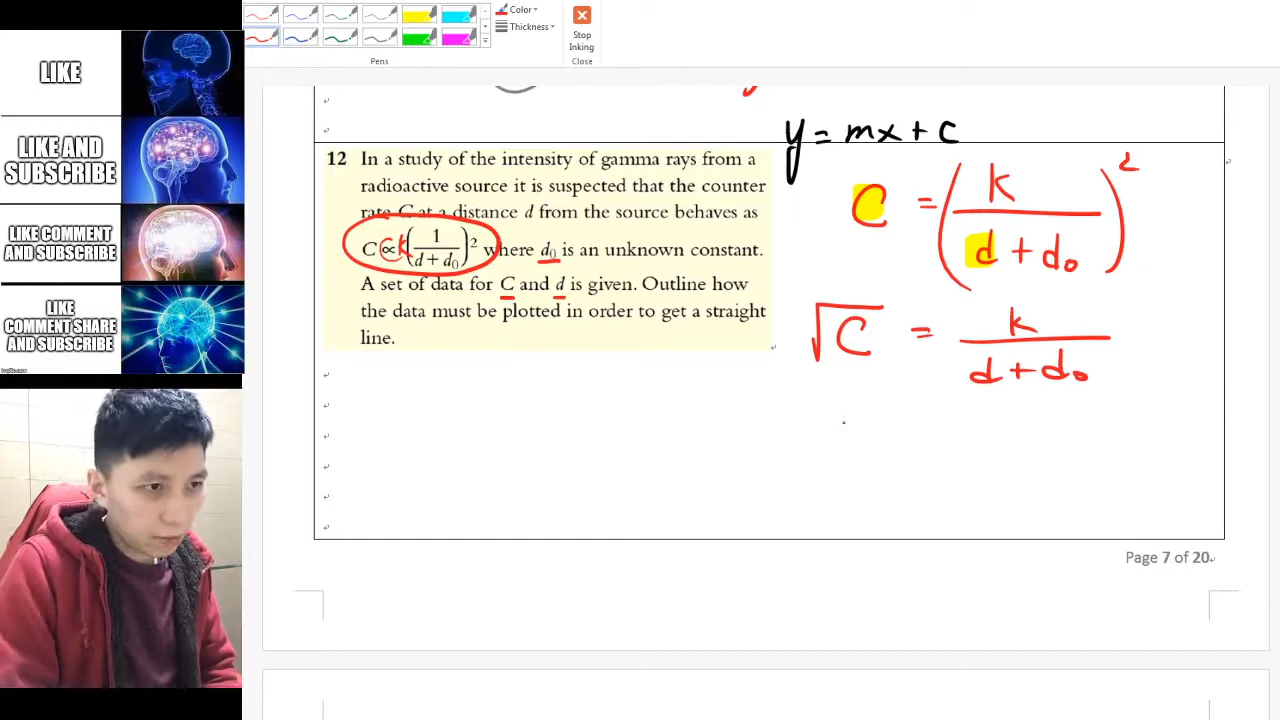 Color
Thickness
Stop
Inking
Pens
Close
LIKE
LIKE AND
SUBSCRIBE
LIKE COMMENT
AND SUBSCRIBE
LIKE
COMMENT SHARE
AND SUBSCRIBE
imgflip.com
y = mx + c
12 In a study of the intensity of gamma rays from a
radioactive source it is suspected that the counter
rate C at a distance d from the source behaves as
C ∝ k (1/(d + d₀))² where d₀ is an unknown constant.
A set of data for C and d is given. Outline how
the data must be plotted in order to get a straight
line.
C = (k/(d + d₀))²
√C = k/(d + d₀)
Page 7 of 20